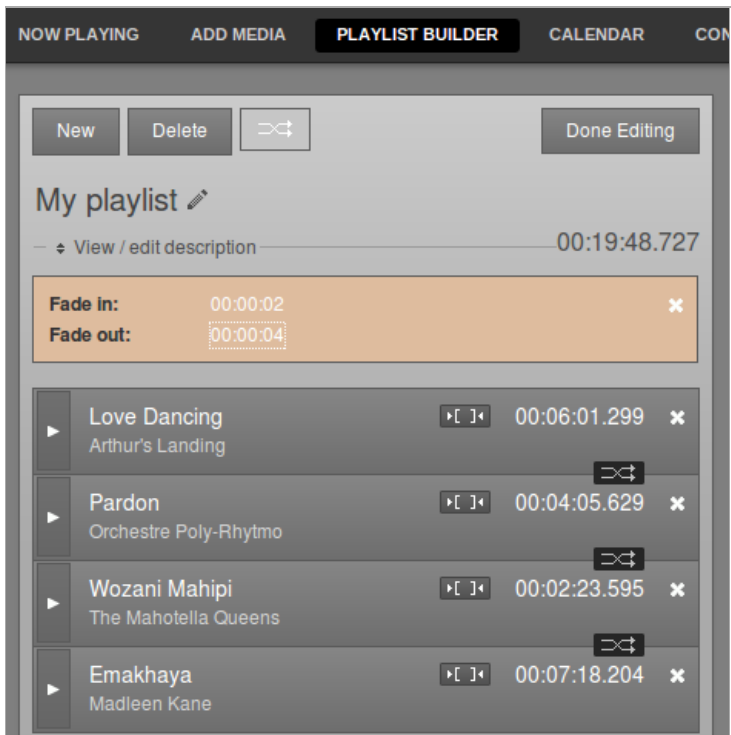 NOW PLAYING ADD MEDIA PLAYLIST BUILDER CALENDAR CON
New Delete Done Editing
My playlist
View / edit description 00:19:48.727
Fade in: 00:00:02
Fade out: 00:00:04
Love Dancing 00:06:01.299
Arthur's Landing
Pardon 00:04:05.629
Orchestre Poly-Rhytmo
Wozani Mahipi 00:02:23.595
The Mahotella Queens
Emakhaya 00:07:18.204
Madleen Kane